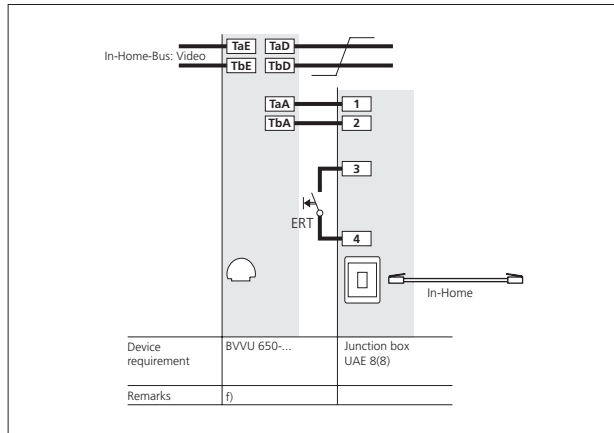 TaE TaD
In-Home-Bus: Video
TbE TbD
TaA 1
TbA 2
3
ERT
4
In-Home
Device requirement BVVU 650-... Junction box UAE 8(8)
Remarks f)